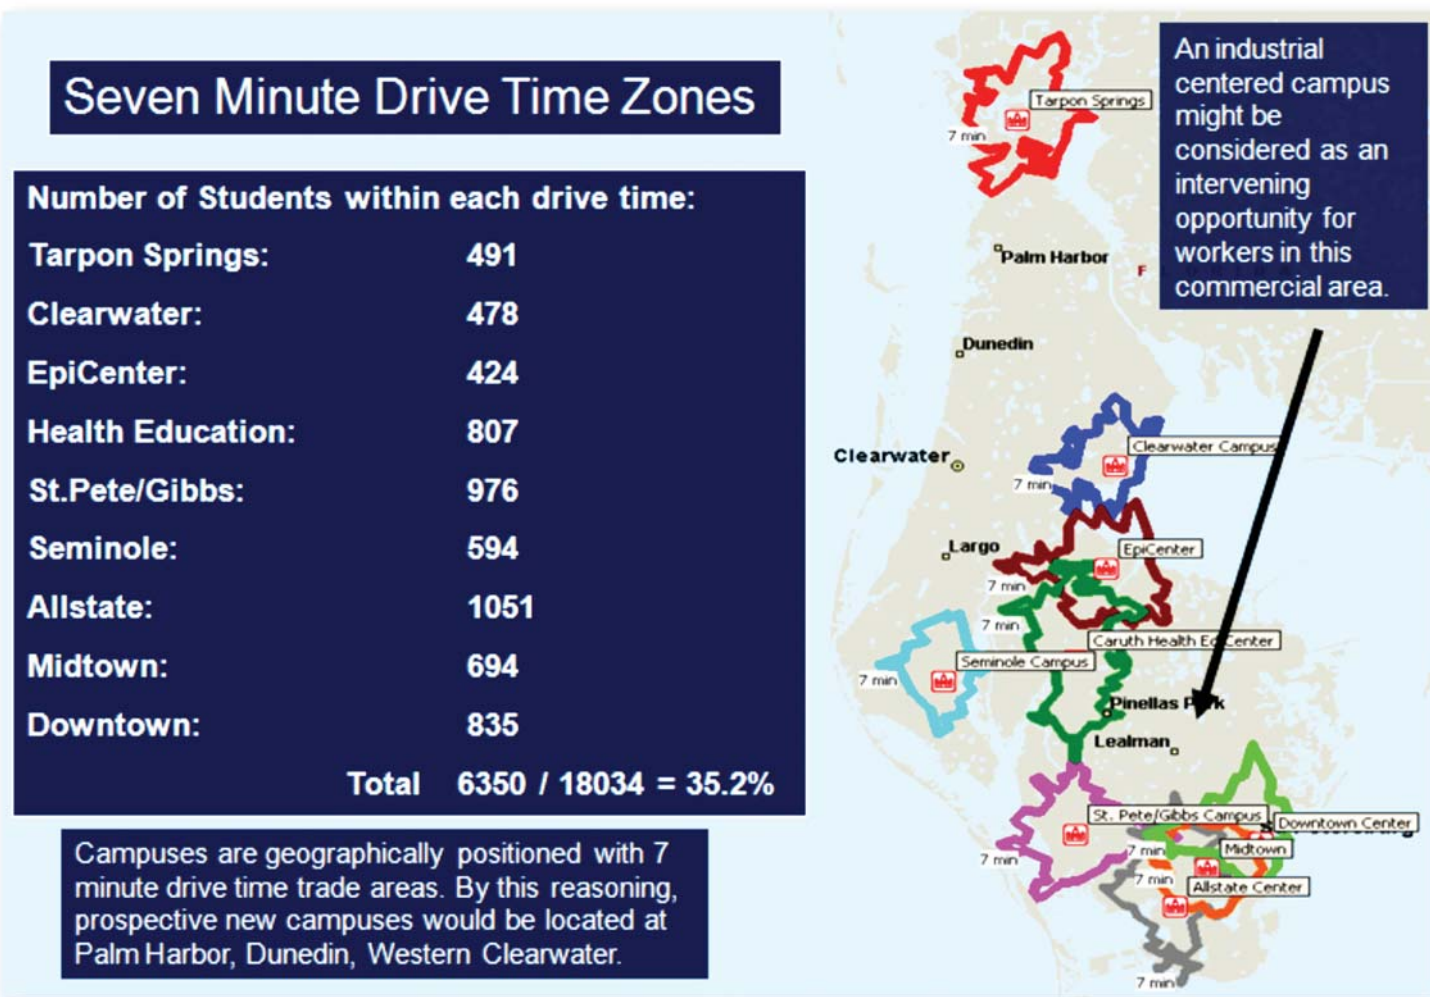 Seven Minute Drive Time Zones
Number of Students within each drive time:
Tarpon Springs: 491
Clearwater: 478
EpiCenter: 424
Health Education: 807
St.Pete/Gibbs: 976
Seminole: 594
Allstate: 1051
Midtown: 694
Downtown: 835
Total 6350 / 18034 = 35.2%
Campuses are geographically positioned with 7
minute drive time trade areas. By this reasoning,
prospective new campuses would be located at
Palm Harbor, Dunedin, Western Clearwater.
An industrial
centered campus
might be
considered as an
intervening
opportunity for
workers in this
commercial area.
Tarpon Springs
7 min
Palm Harbor
Dunedin
Clearwater Campus
Clearwater
7 min
Largo
EpiCenter
7 min
7 min
Caruth Health Ed Center
Seminole Campus
7 min
Pinellas Park
Lealman
St. Pete/Gibbs Campus
Downtown Center
7 min
Midtown
7 min
7 min
Allstate Center
7 min